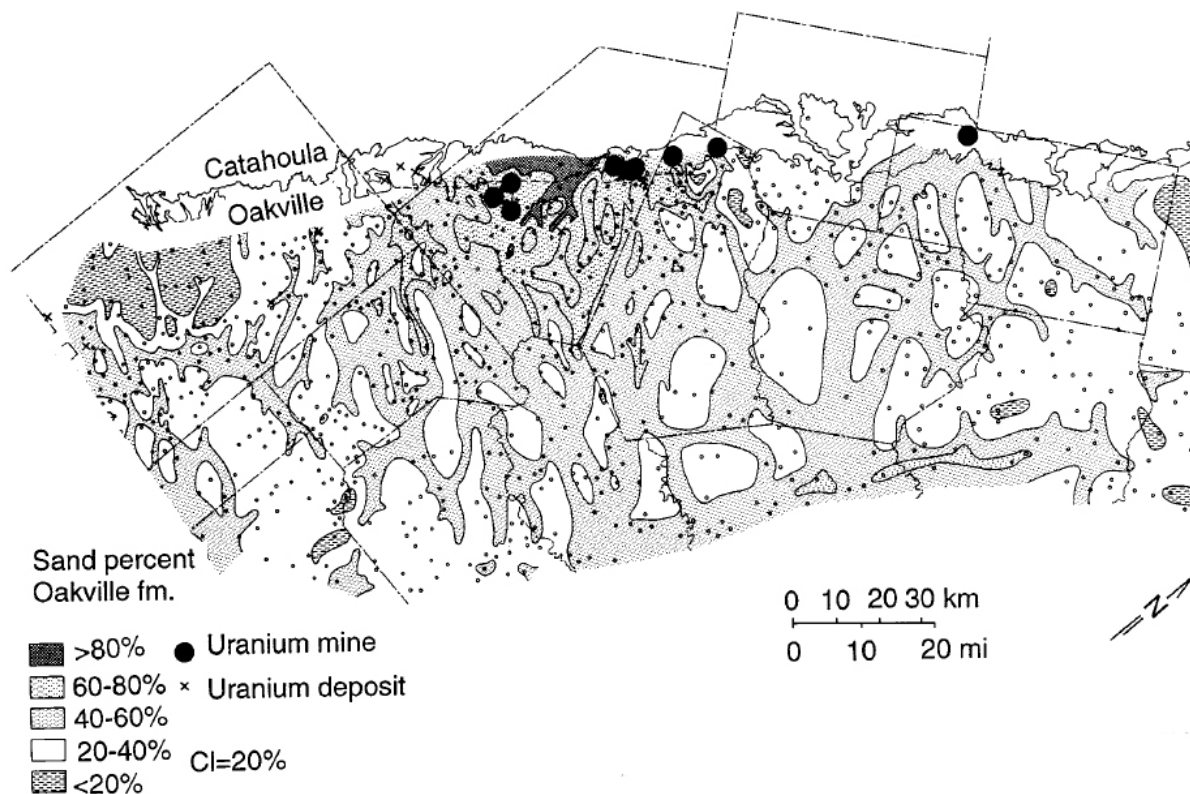 Catahoula
Oakville
Sand percent
Oakville fm.
>80%
60-80%
40-60%
20-40%
<20%
Uranium mine
Uranium deposit
CI=20%
0 10 20 30 km
0 10 20 mi
N